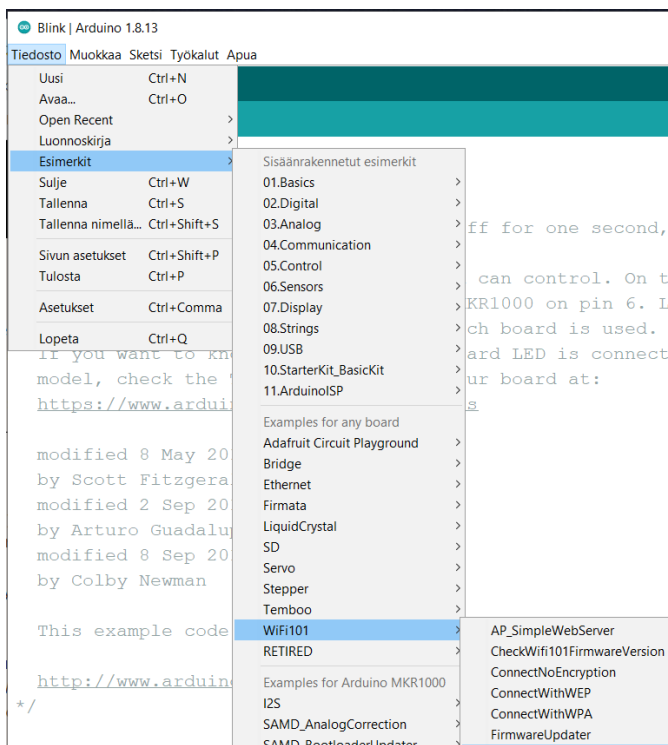 Blink | Arduino 1.8.13
Tiedosto Muokkaa Sketsi Työkalut Apua
Uusi Ctrl+N
Avaa... Ctrl+O
Open Recent
Luonnoskirja
Esimerkit
Sulje Ctrl+W
Tallenna Ctrl+S
Tallenna nimellä... Ctrl+Shift+S
Sivun asetukset Ctrl+Shift+P
Tulosta Ctrl+P
Asetukset Ctrl+Comma
Lopeta Ctrl+Q
Sisäänrakennetut esimerkit
01.Basics
02.Digital
03.Analog
04.Communication
05.Control
06.Sensors
07.Display
08.Strings
09.USB
10.StarterKit_BasicKit
11.ArduinoISP
Examples for any board
Adafruit Circuit Playground
Bridge
Ethernet
Firmata
LiquidCrystal
SD
Servo
Stepper
Temboo
WiFi101
RETIRED
Examples for Arduino MKR1000
I2S
SAMD_AnalogCorrection
SAMD_BootloaderUpdater
AP_SimpleWebServer
CheckWifi101FirmwareVersion
ConnectNoEncryption
ConnectWithWEP
ConnectWithWPA
FirmwareUpdater
ff for one second,
can control. On t
KR1000 on pin 6. L
ch board is used.
If you want to kn ard LED is connect
model, check the ur board at:
https://www.ardui s
modified 8 May 20
by Scott Fitzgera
modified 2 Sep 20
by Arturo Guadalu
modified 8 Sep 20
by Colby Newman
This example code
http://www.arduin
*/